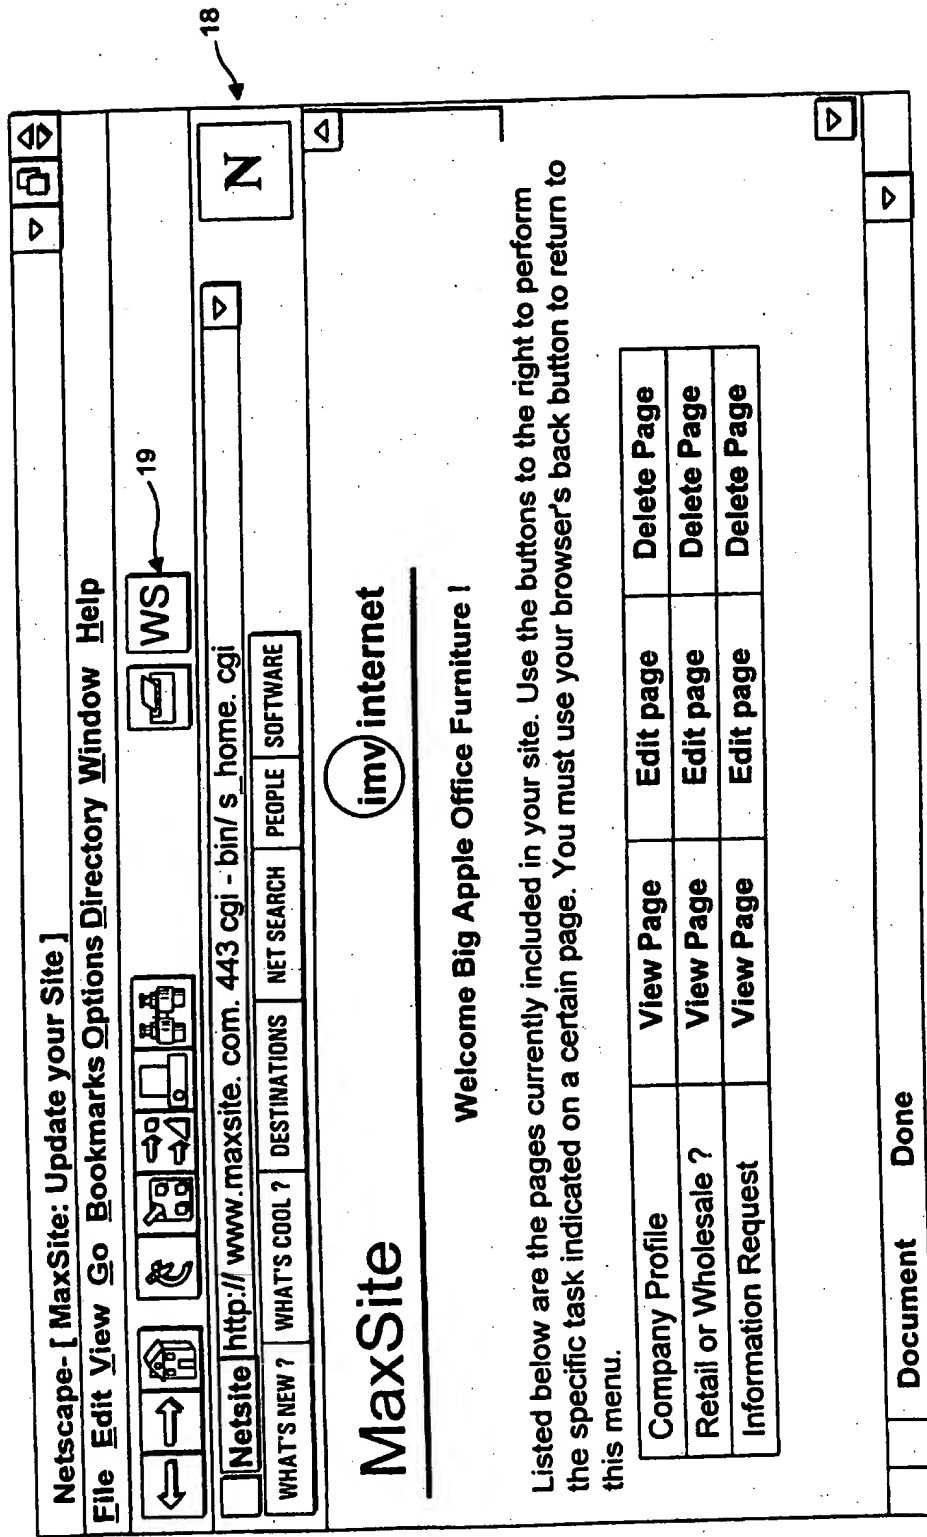 Netscape- [ MaxSite: Update your Site ]
File Edit View Go Bookmarks Options Directory Window Help
WS
19
18
Netsite http:// www.maxsite. com. 443 cgi - bin/ s_home. cgi
N
WHAT'S NEW ? WHAT'S COOL ? DESTINATIONS NET SEARCH PEOPLE SOFTWARE
MaxSite imv internet
Welcome Big Apple Office Furniture !
Listed below are the pages currently included in your site. Use the buttons to the right to perform
the specific task indicated on a certain page. You must use your browser's back button to return to
this menu.
Company Profile View Page Edit page Delete Page
Retail or Wholesale ? View Page Edit page Delete Page
Information Request View Page Edit page Delete Page
Document Done